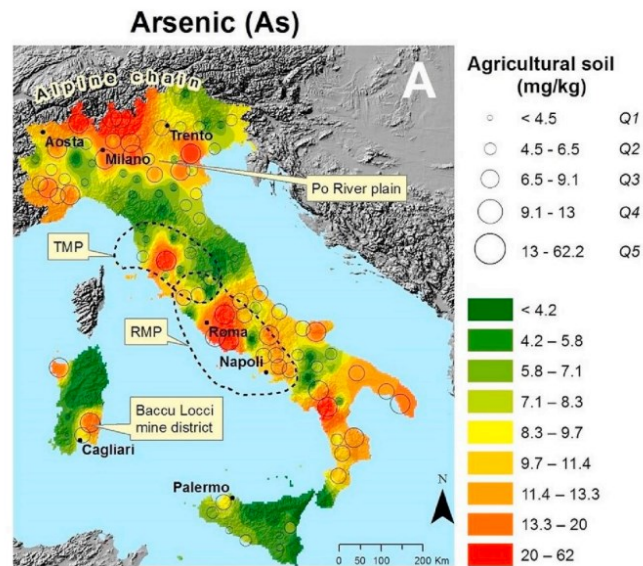 Arsenic (As)
Alpine chain
A
Aosta
Trento
Milano
Po River plain
TMP
RMP
Roma
Napoli
Baccu Locci
mine district
Cagliari
Palermo
N
0 50 100 200 Km
Agricultural soil
(mg/kg)
< 4.5 Q1
4.5 - 6.5 Q2
6.5 - 9.1 Q3
9.1 - 13 Q4
13 - 62.2 Q5
< 4.2
4.2 – 5.8
5.8 – 7.1
7.1 – 8.3
8.3 – 9.7
9.7 – 11.4
11.4 – 13.3
13.3 – 20
20 – 62